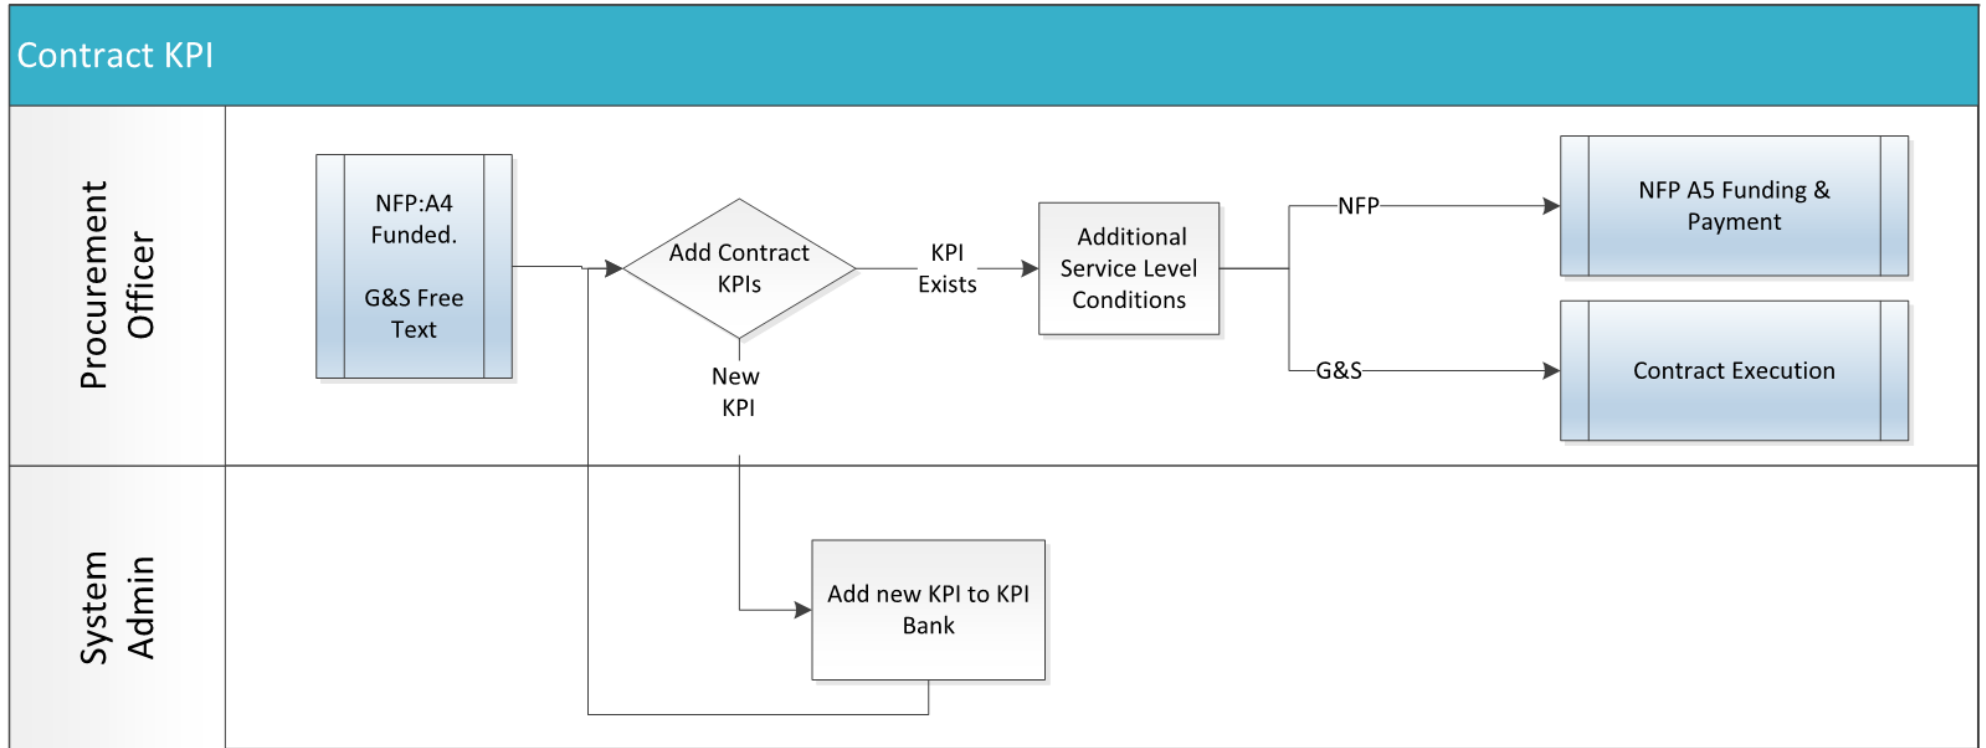 Contract KPI
Procurement
Officer
NFP:A4
Funded.
G&S Free
Text
Add Contract
KPIs
KPI
Exists
New
KPI
Additional
Service Level
Conditions
NFP
NFP A5 Funding &
Payment
G&S
Contract Execution
System
Admin
Add new KPI to KPI
Bank